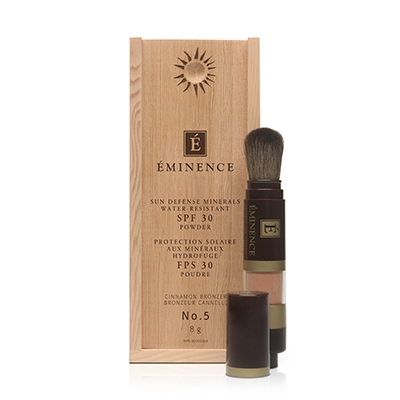 É
ÉMINENCE
SUN DEFENSE MINERALS
WATER-RESISTANT
SPF 30
POWDER
PROTECTION SOLAIRE
AUX MINÉRAUX
HYDROFUGE
FPS 30
POUDRE
CINNAMON BRONZER
BRONZEUR CANNELLE
No.5
8 g
É
ÉMINENCE